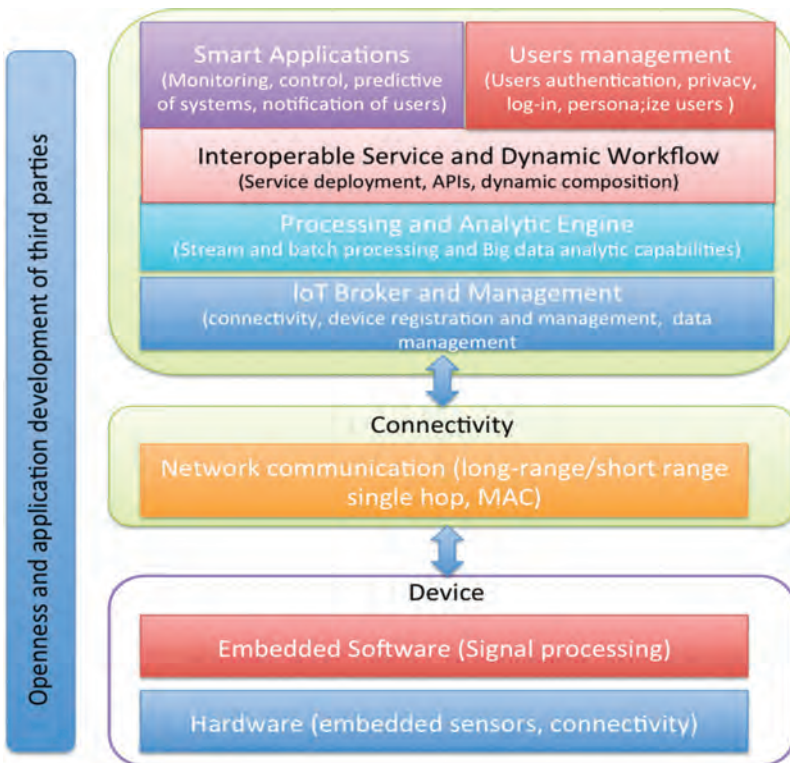 Openness and application development of third parties
Smart Applications
(Monitoring, control, predictive
of systems, notification of users)
Users management
(Users authentication, privacy,
log-in, persona;ize users )
Interoperable Service and Dynamic Workflow
(Service deployment, APIs, dynamic composition)
Processing and Analytic Engine
(Stream and batch processing and Big data analytic capabilities)
IoT Broker and Management
(connectivity, device registration and management, data
management
Connectivity
Network communication (long-range/short range
single hop, MAC)
Device
Embedded Software (Signal processing)
Hardware (embedded sensors, connectivity)